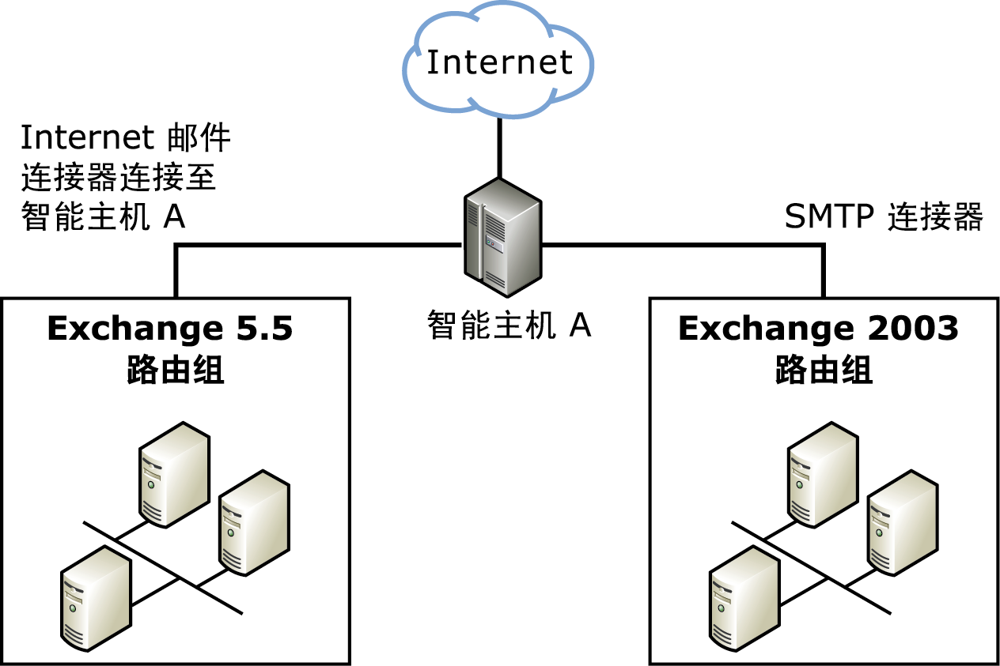 Internet
Internet 邮件
连接器连接至
智能主机 A
SMTP 连接器
智能主机 A
Exchange 5.5
路由组
Exchange 2003
路由组